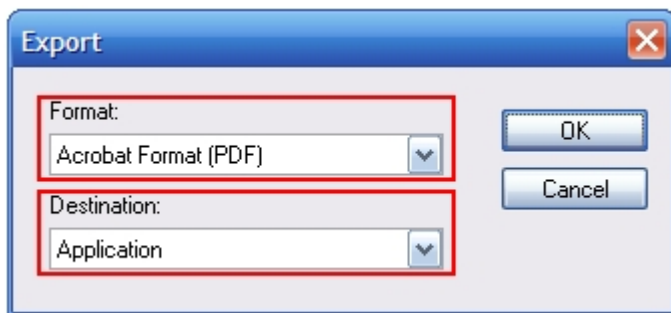 Export
Format:
Acrobat Format (PDF)
OK
Cancel
Destination:
Application